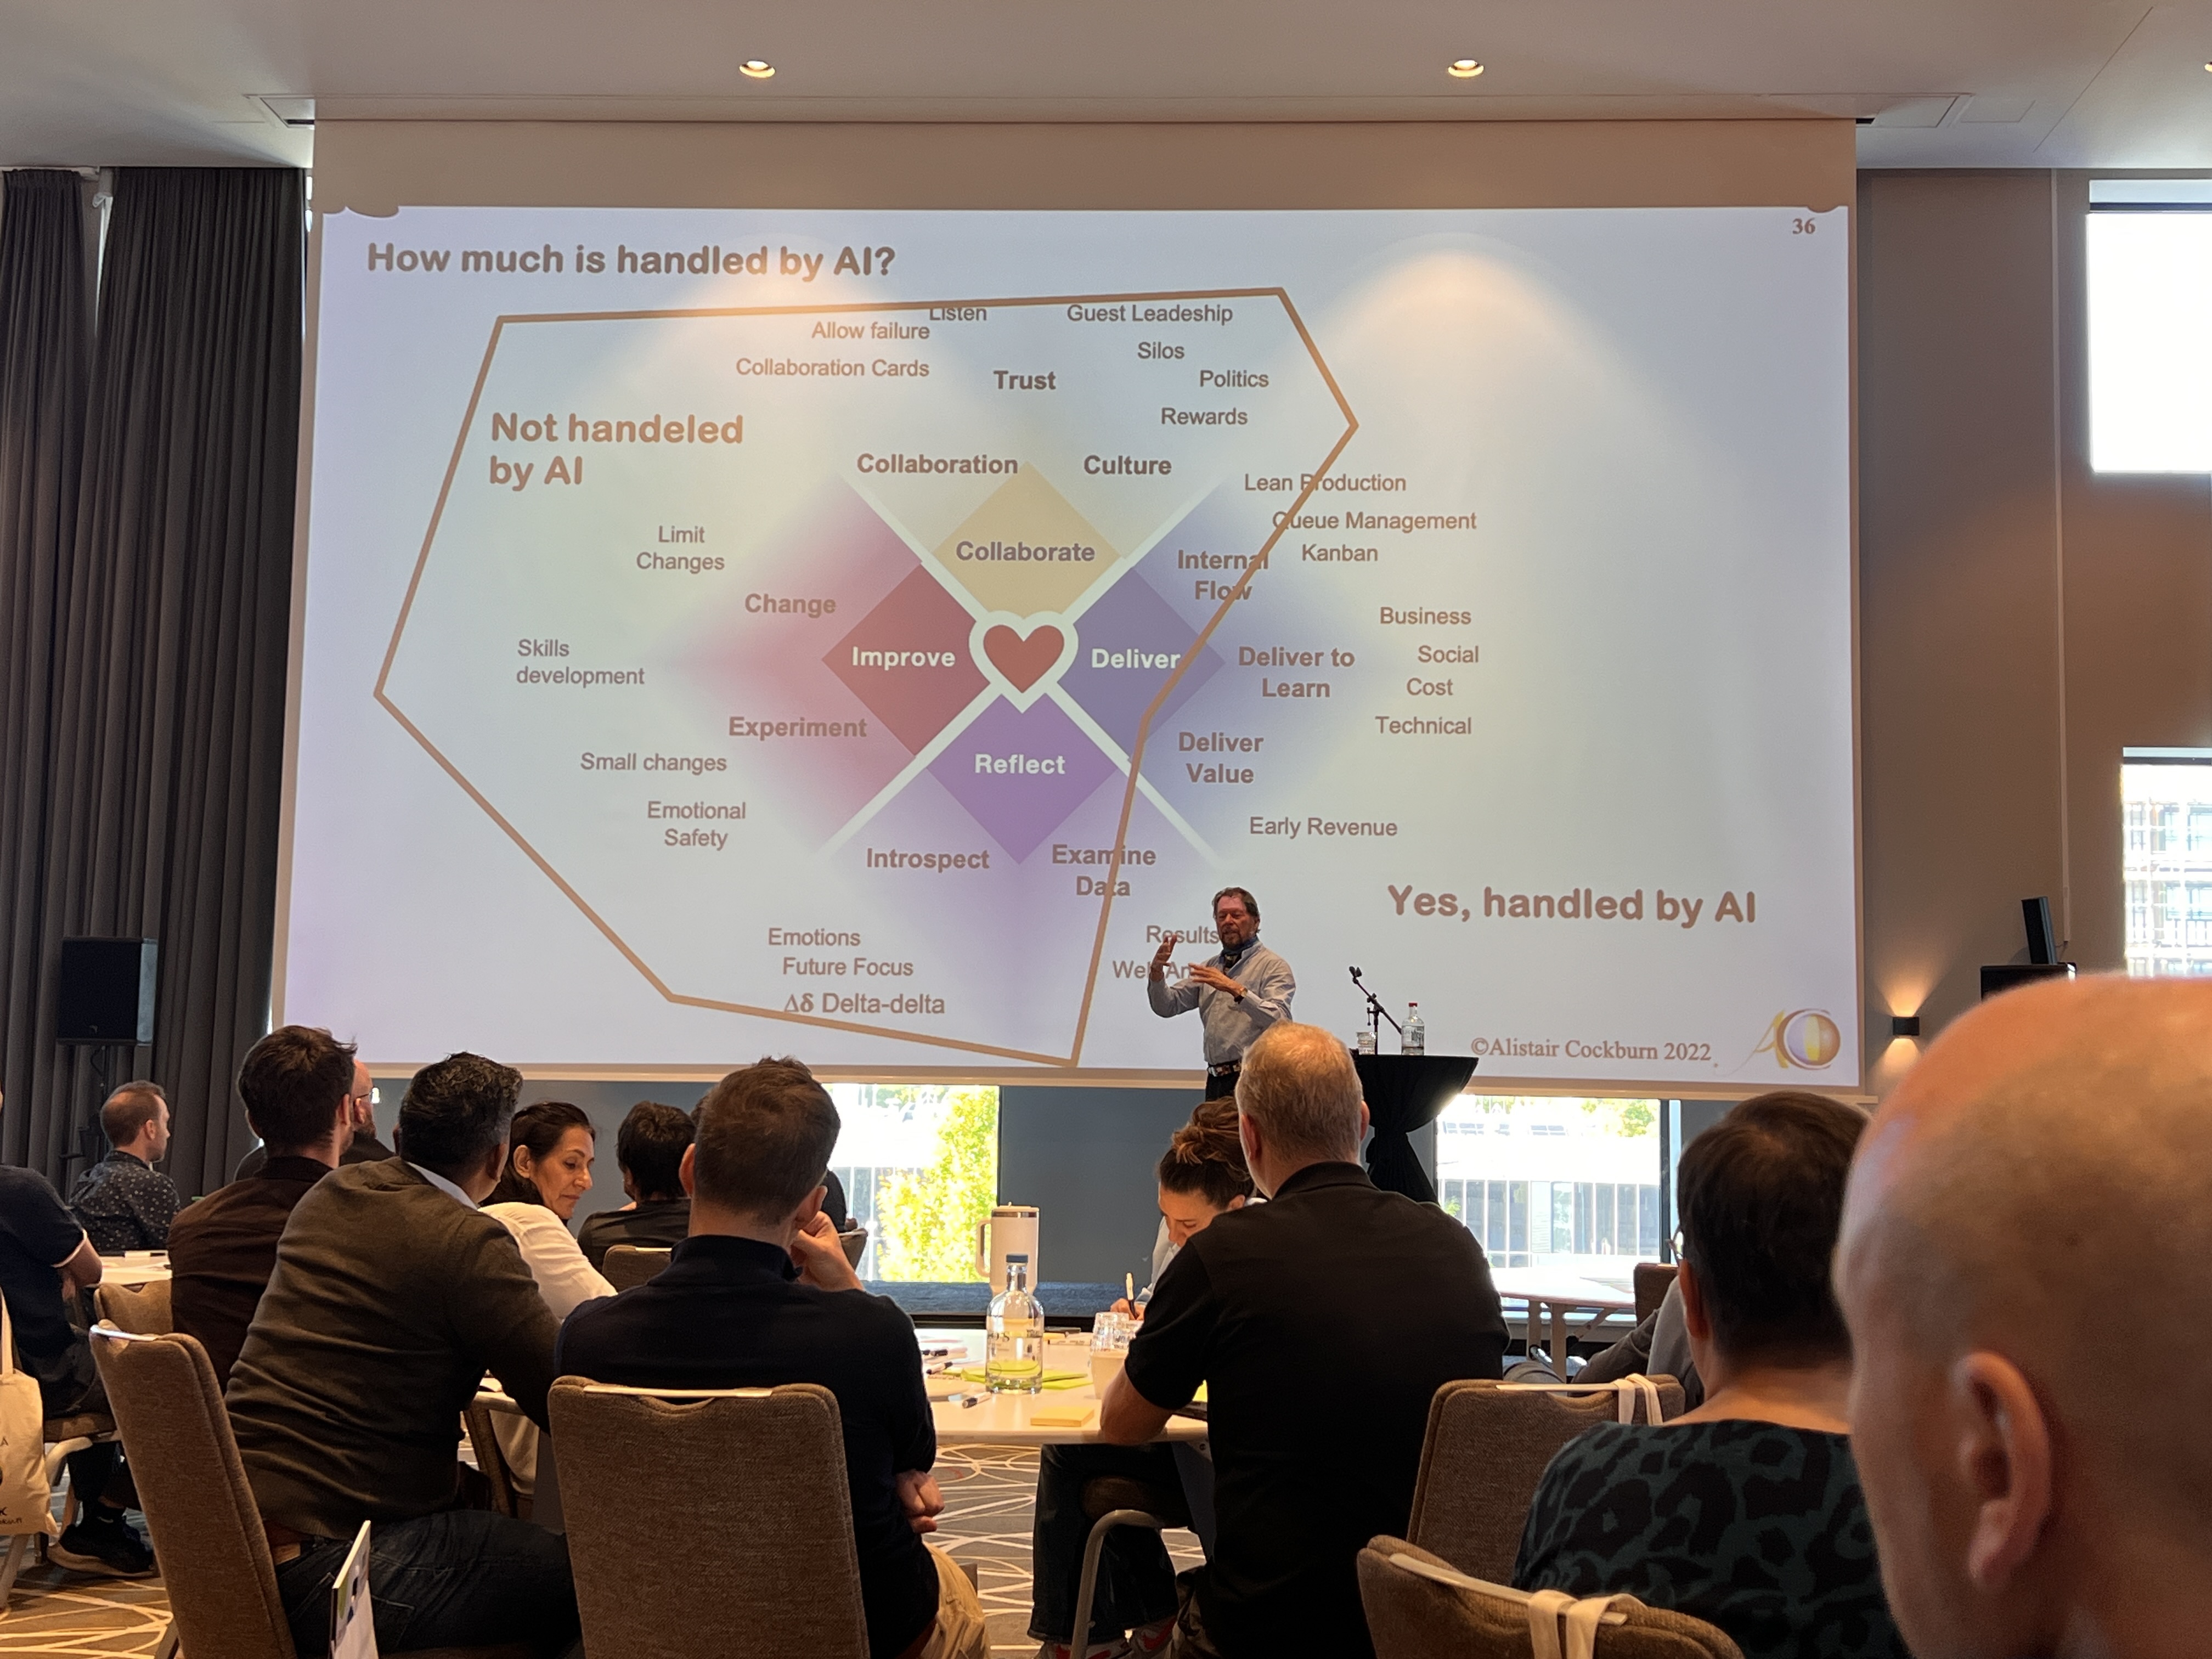 36
How much is handled by AI?
Listen
Guest Leadeship
Allow failure
Silos
Collaboration Cards
Trust
Politics
Rewards
Not handeled
by AI
Collaboration
Culture
Lean Production
Queue Management
Kanban
Limit
Changes
Collaborate
Internal
Flow
Change
Business
Skills
development
Improve
Deliver
Deliver to
Learn
Social
Cost
Technical
Experiment
Deliver
Value
Small changes
Reflect
Emotional
Safety
Early Revenue
Introspect
Examine
Data
Yes, handled by AI
Emotions
Results
Future Focus
Δδ Delta-delta
©Alistair Cockburn 2022